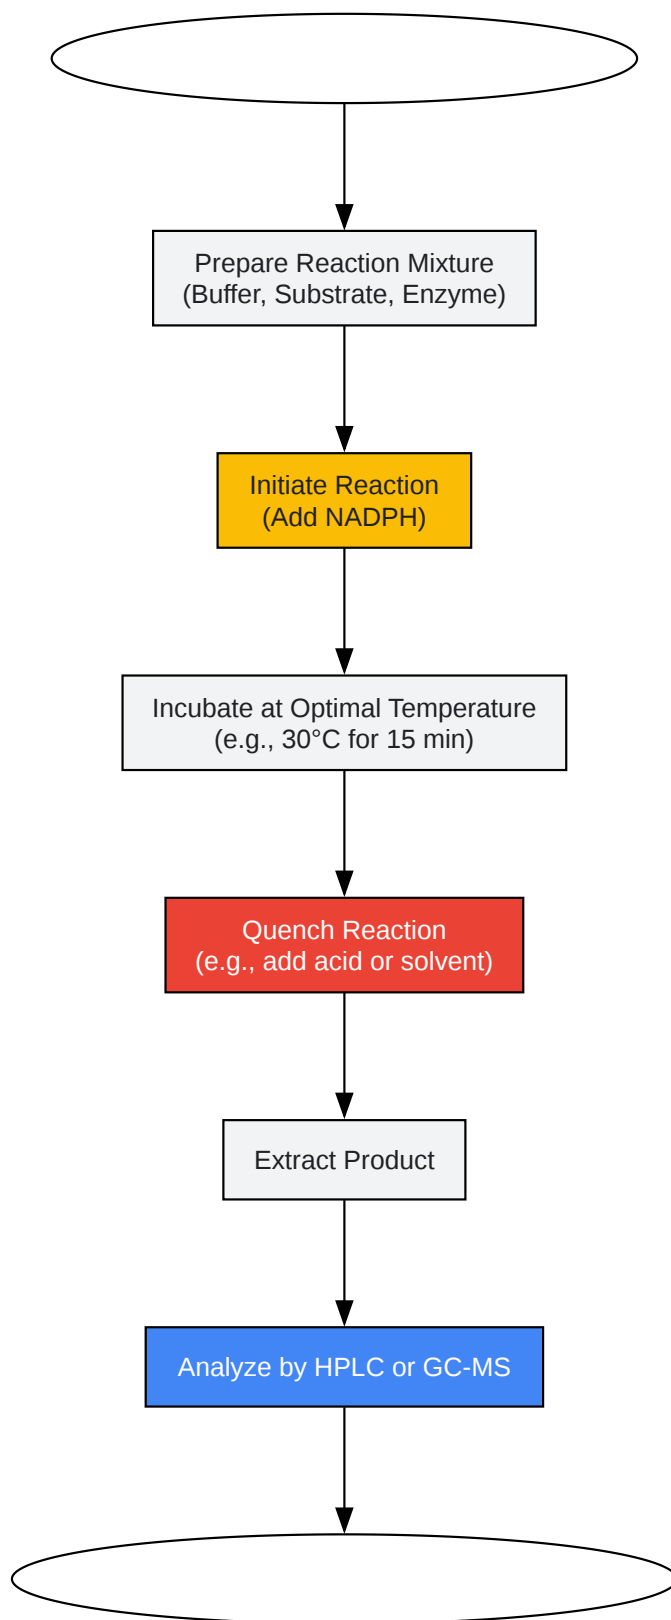 Prepare Reaction Mixture
(Buffer, Substrate, Enzyme)
Initiate Reaction
(Add NADPH)
Incubate at Optimal Temperature
(e.g., 30°C for 15 min)
Quench Reaction
(e.g., add acid or solvent)
Extract Product
Analyze by HPLC or GC-MS